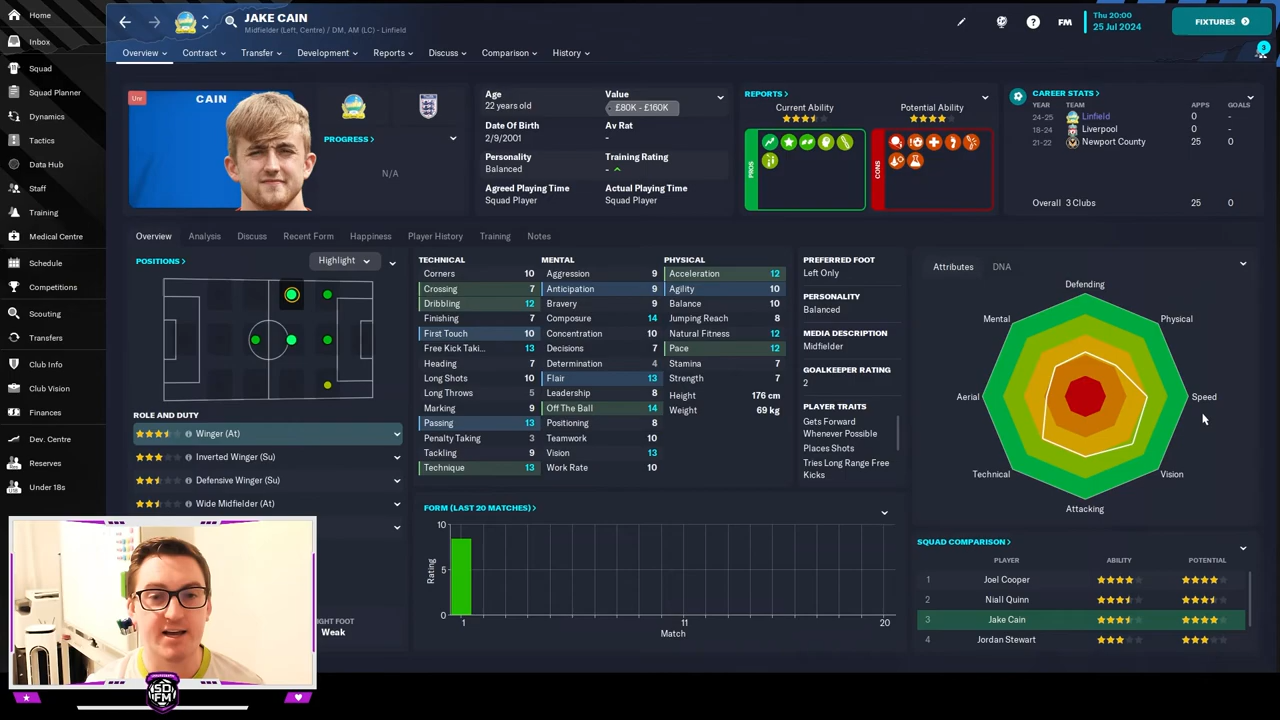 Home
Inbox
Squad
Squad Planner
Dynamics
Tactics
Data Hub
Staff
Training
Medical Centre
Schedule
Competitions
Scouting
Transfers
Club Info
Club Vision
Finances
Dev. Centre
Reserves
Under 18s
JAKE CAIN
Midfielder (Left, Centre) / DM, AM (LC) - Linfield
FM
Thu 20:00
25 Jul 2024
FIXTURES
3
Overview
Contract
Transfer
Development
Reports
Discuss
Comparison
History
Unr
CAIN
PROGRESS >
N/A
Age
22 years old
Date Of Birth
2/9/2001
Personality
Balanced
Agreed Playing Time
Squad Player
Value
£80K - £160K
Av Rat
-
Training Rating
-
Actual Playing Time
Squad Player
REPORTS >
Current Ability
Potential Ability
PROS
CONS
CAREER STATS >
YEAR TEAM APPS GOALS
24-25 Linfield 0 -
18-24 Liverpool 0 -
21-22 Newport County 25 0
Overall 3 Clubs 25 0
Overview
Analysis
Discuss
Recent Form
Happiness
Player History
Training
Notes
POSITIONS >
Highlight
ROLE AND DUTY
Winger (At)
Inverted Winger (Su)
Defensive Winger (Su)
Wide Midfielder (At)
GHT FOOT
Weak
TECHNICAL
Corners 10
Crossing 7
Dribbling 12
Finishing 7
First Touch 10
Free Kick Taki... 13
Heading 7
Long Shots 10
Long Throws 5
Marking 9
Passing 13
Penalty Taking 3
Tackling 9
Technique 13
MENTAL
Aggression 9
Anticipation 9
Bravery 9
Composure 14
Concentration 10
Decisions 7
Determination 4
Flair 13
Leadership 8
Off The Ball 14
Positioning 8
Teamwork 10
Vision 13
Work Rate 10
PHYSICAL
Acceleration 12
Agility 10
Balance 10
Jumping Reach 8
Natural Fitness 12
Pace 12
Stamina 7
Strength 7
Height 176 cm
Weight 69 kg
PREFERRED FOOT
Left Only
PERSONALITY
Balanced
MEDIA DESCRIPTION
Midfielder
GOALKEEPER RATING
2
PLAYER TRAITS
Gets Forward
Whenever Possible
Places Shots
Tries Long Range Free
Kicks
Attributes
DNA
Defending
Physical
Speed
Vision
Attacking
Technical
Aerial
Mental
FORM (LAST 20 MATCHES) >
Rating
10
5
0
1
11
20
Match
SQUAD COMPARISON >
PLAYER ABILITY POTENTIAL
1 Joel Cooper
2 Niall Quinn
3 Jake Cain
4 Jordan Stewart
SD
FM